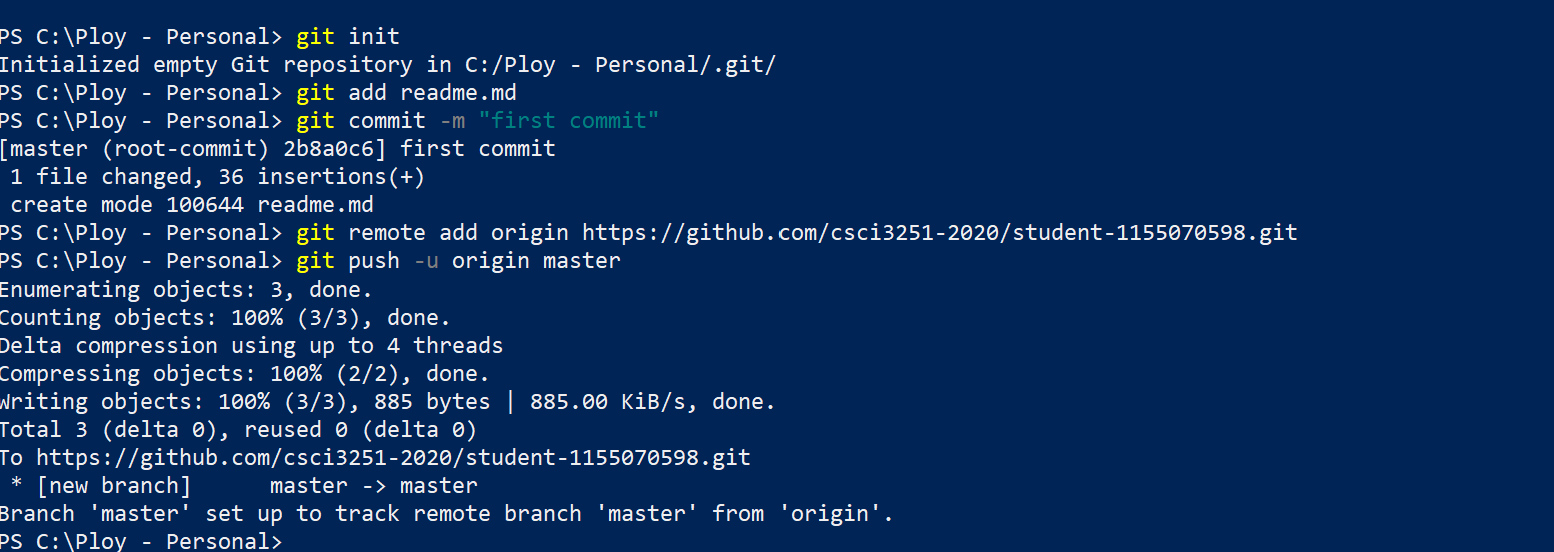 PS C:\Ploy - Personal> git init
Initialized empty Git repository in C:/Ploy - Personal/.git/
PS C:\Ploy - Personal> git add readme.md
PS C:\Ploy - Personal> git commit -m "first commit"
[master (root-commit) 2b8a0c6] first commit
 1 file changed, 36 insertions(+)
 create mode 100644 readme.md
PS C:\Ploy - Personal> git remote add origin https://github.com/csci3251-2020/student-1155070598.git
PS C:\Ploy - Personal> git push -u origin master
Enumerating objects: 3, done.
Counting objects: 100% (3/3), done.
Delta compression using up to 4 threads
Compressing objects: 100% (2/2), done.
Writing objects: 100% (3/3), 885 bytes | 885.00 KiB/s, done.
Total 3 (delta 0), reused 0 (delta 0)
To https://github.com/csci3251-2020/student-1155070598.git
 * [new branch]      master -> master
Branch 'master' set up to track remote branch 'master' from 'origin'.
PS C:\Ploy - Personal>